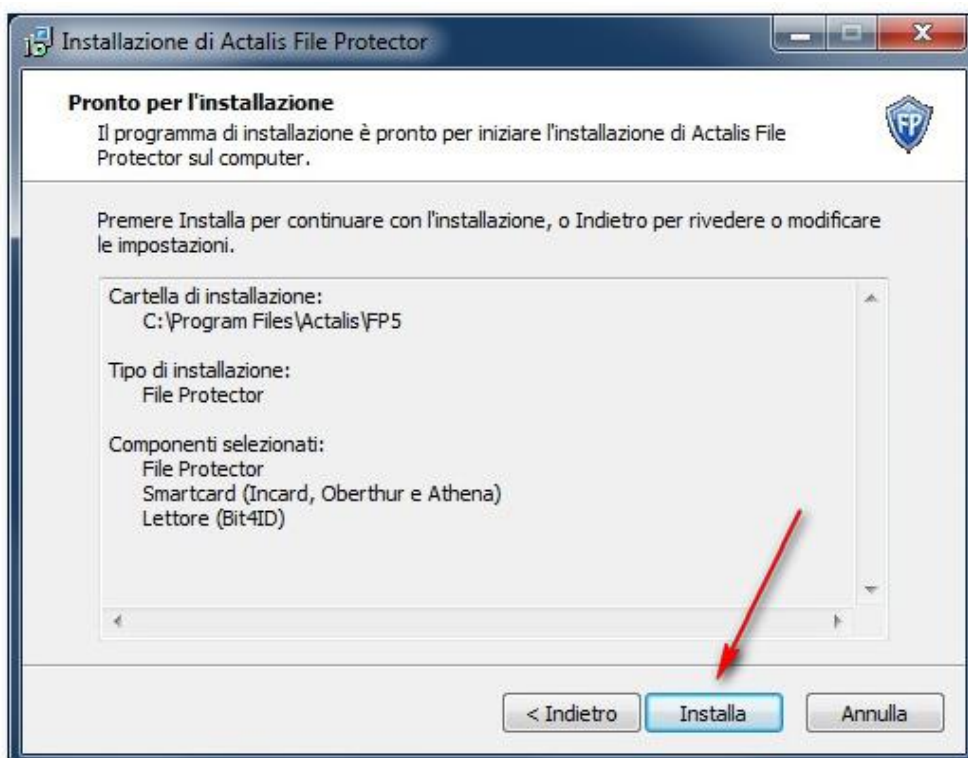 Installazione di Actalis File Protector
Pronto per l'installazione
Il programma di installazione è pronto per iniziare l'installazione di Actalis File
Protector sul computer.
FP
Premere Installa per continuare con l'installazione, o Indietro per rivedere o modificare
le impostazioni.
Cartella di installazione:
C:\Program Files\Actalis\FP5
Tipo di installazione:
File Protector
Componenti selezionati:
File Protector
Smartcard (Incard, Oberthur e Athena)
Lettore (Bit4ID)
< Indietro
Installa
Annulla